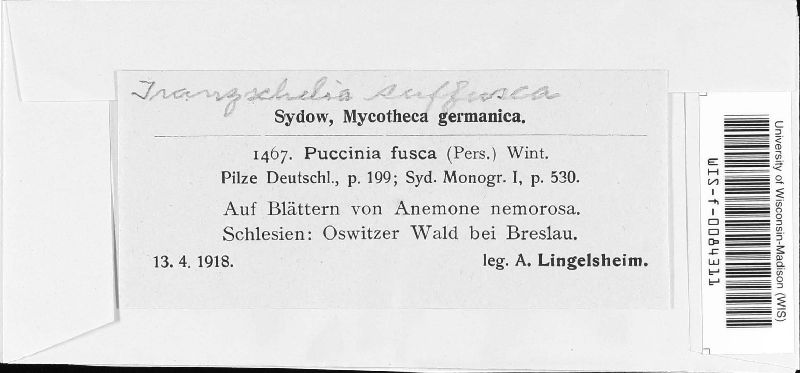 Tranzschelia suffusca
Sydow, Mycotheca germanica.
1467. Puccinia fusca (Pers.) Wint.
Pilze Deutschl., p. 199; Syd. Monogr. I, p. 530.
Auf Blättern von Anemone nemorosa.
Schlesien: Oswitzer Wald bei Breslau.
13. 4. 1918. leg. A. Lingelsheim.
University of Wisconsin-Madison (WIS)
WIS-f-0084311